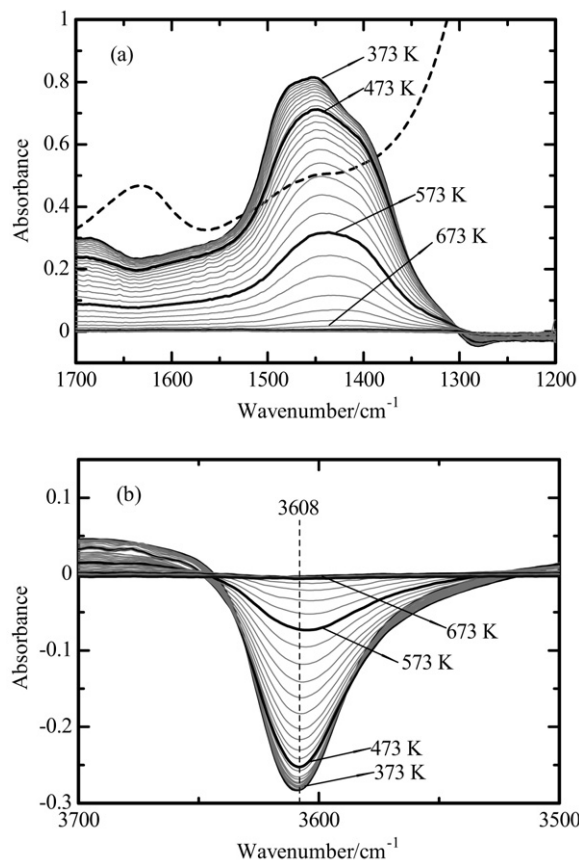 (a)
373 K
473 K
573 K
673 K
Absorbance
1
0.8
0.6
0.4
0.2
0
1700 1600 1500 1400 1300 1200
Wavenumber/cm-1
(b)
3608
673 K
573 K
473 K
373 K
Absorbance
0.1
0
-0.1
-0.2
-0.3
3700 3600 3500
Wavenumber/cm-1